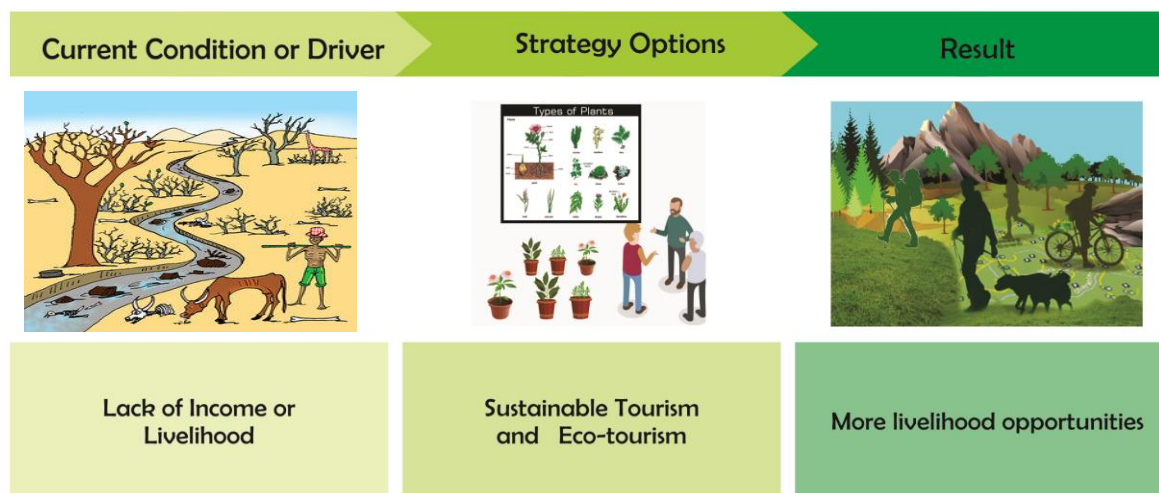 Current Condition or Driver
Strategy Options
Result
Types of Plants
Lack of Income or
Livelihood
Sustainable Tourism
and Eco-tourism
More livelihood opportunities